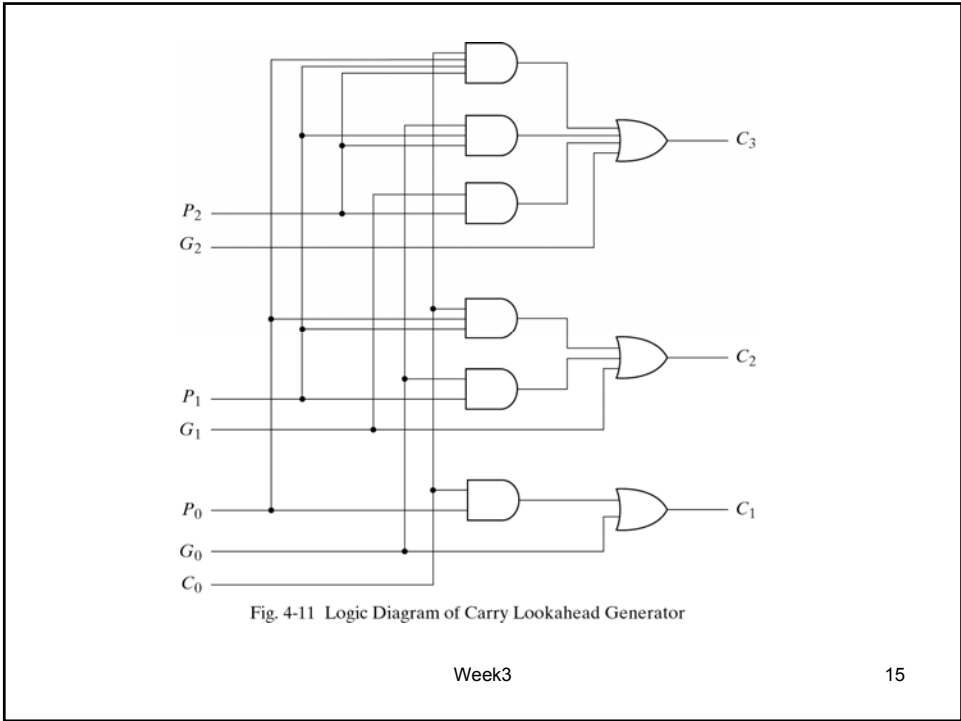 C3
P2
G2
C2
P1
G1
P0
C1
G0
C0
Fig. 4-11 Logic Diagram of Carry Lookahead Generator
Week3
15